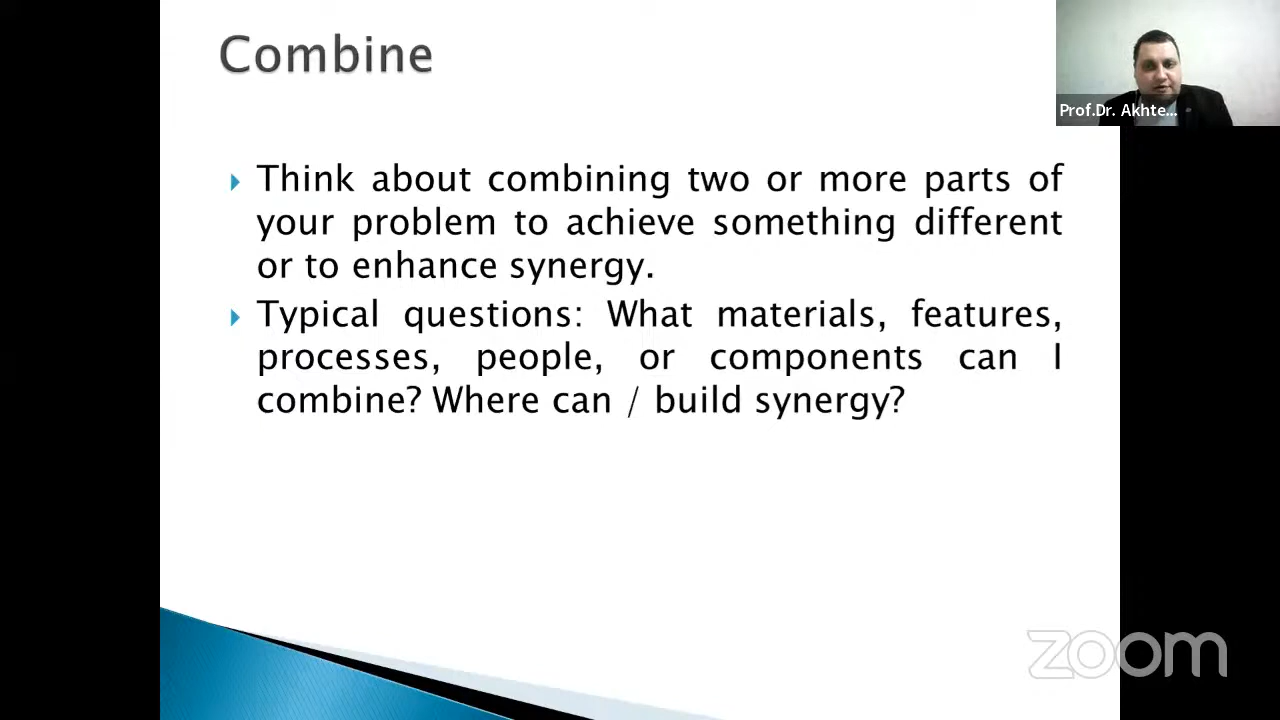 Combine
Prof.Dr. Akhte...
Think about combining two or more parts of
your problem to achieve something different
or to enhance synergy.
Typical questions: What materials, features,
processes, people, or components can I
combine? Where can / build synergy?
zoom